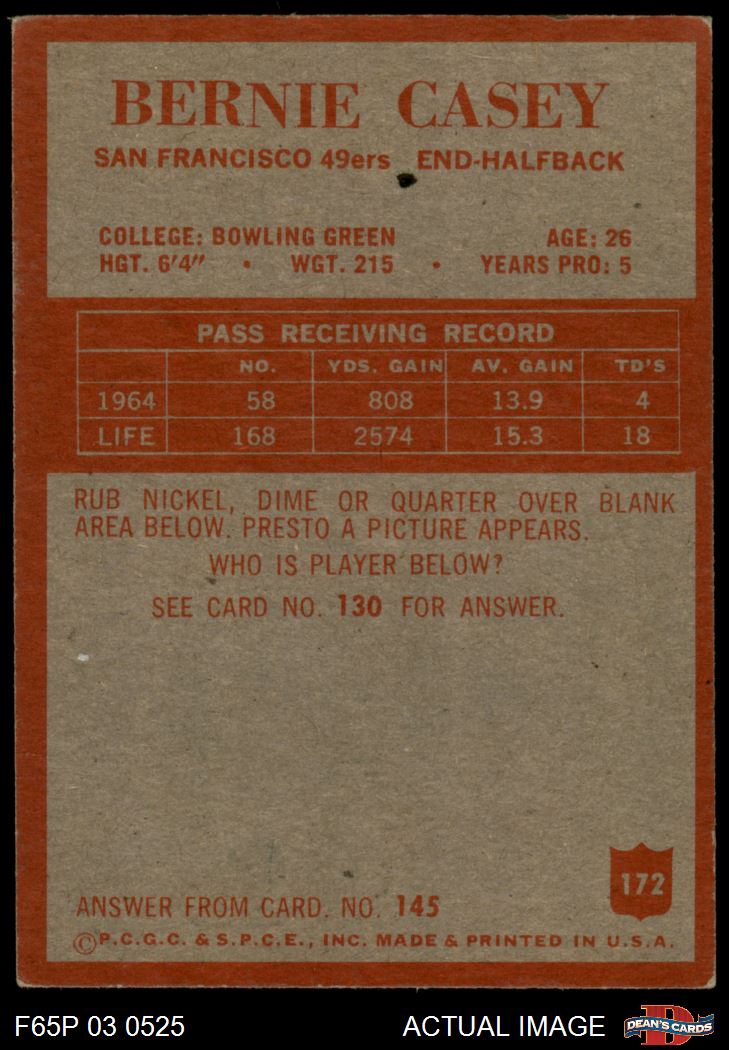 BERNIE CASEY
SAN FRANCISCO 49ers END-HALFBACK
COLLEGE: BOWLING GREEN AGE: 26
HGT. 6'4" • WGT. 215 • YEARS PRO: 5
PASS RECEIVING RECORD
NO. YDS. GAIN AV. GAIN TD'S
1964 58 808 13.9 4
LIFE 168 2574 15.3 18
RUB NICKEL, DIME OR QUARTER OVER BLANK
AREA BELOW. PRESTO A PICTURE APPEARS.
WHO IS PLAYER BELOW?
SEE CARD NO. 130 FOR ANSWER.
172
ANSWER FROM CARD. NO. 145
©P.C.G.C. & S.P.C.E., INC. MADE & PRINTED IN U.S.A.
F65P 03 0525 ACTUAL IMAGE D DEAN'S CARDS